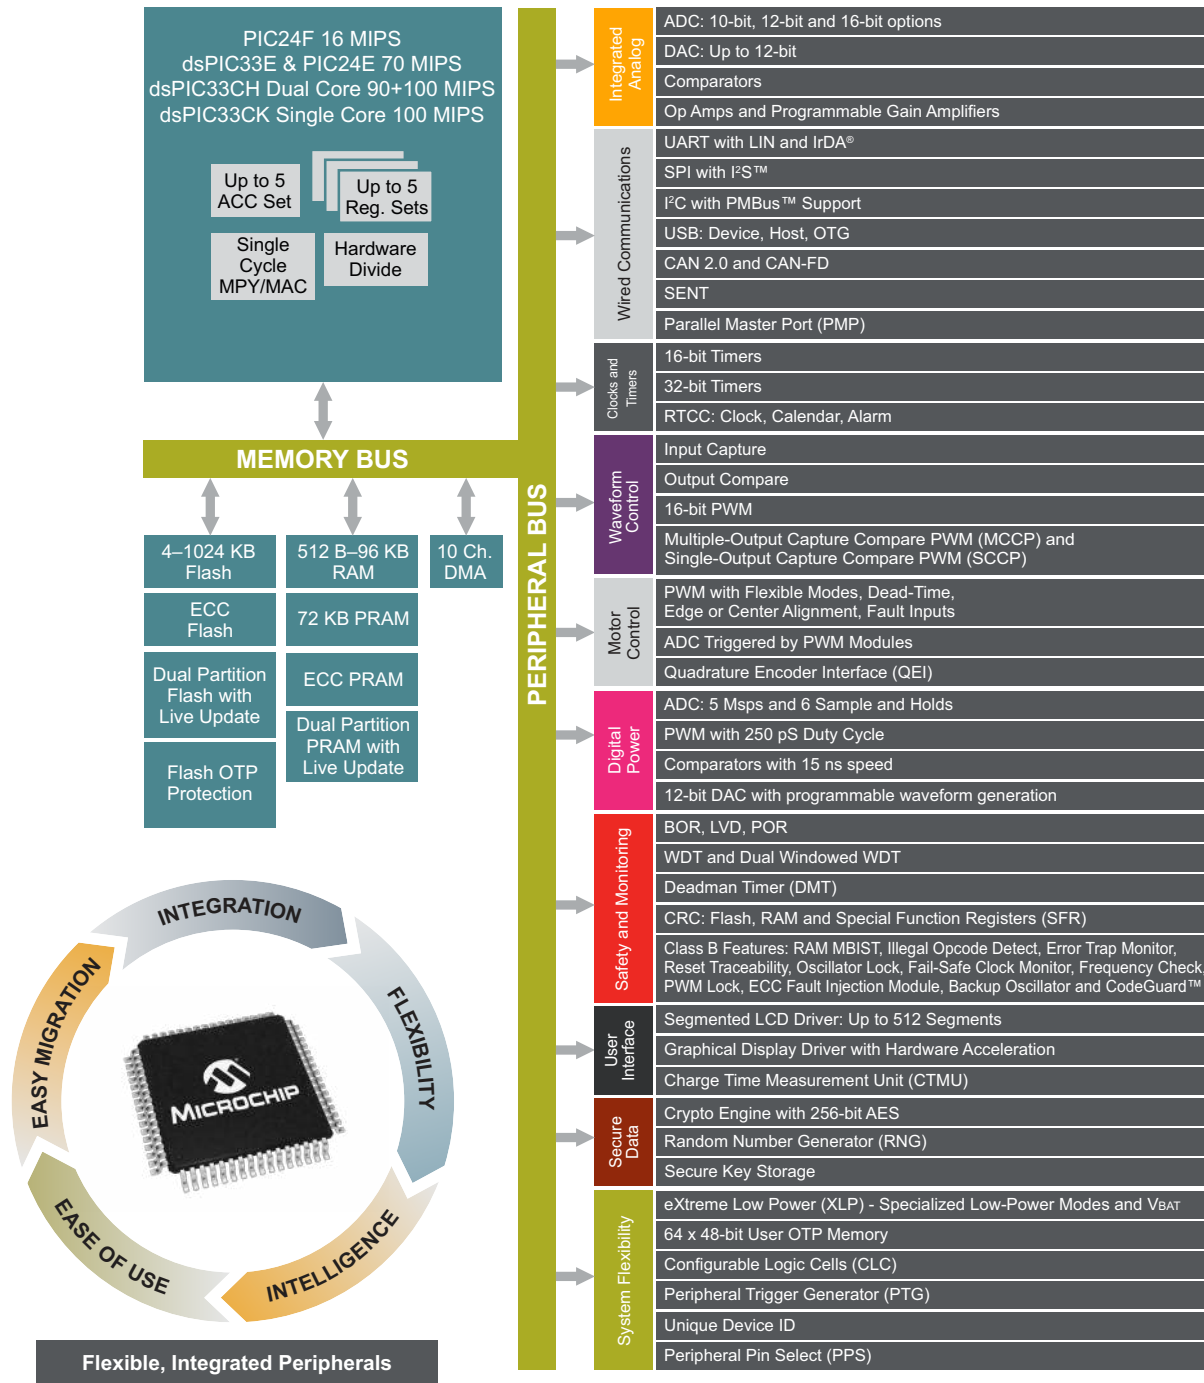 PIC24F 16 MIPS
dsPIC33E & PIC24E 70 MIPS
dsPIC33CH Dual Core 90+100 MIPS
dsPIC33CK Single Core 100 MIPS
Up to 5
ACC Set
Up to 5
Reg. Sets
Single
Cycle
MPY/MAC
Hardware
Divide
MEMORY BUS
4–1024 KB
Flash
512 B–96 KB
RAM
10 Ch.
DMA
ECC
Flash
72 KB PRAM
Dual Partition
Flash with
Live Update
ECC PRAM
Dual Partition
PRAM with
Live Update
Flash OTP
Protection
PERIPHERAL BUS
Integrated
Analog
ADC: 10-bit, 12-bit and 16-bit options
DAC: Up to 12-bit
Comparators
Op Amps and Programmable Gain Amplifiers
Wired Communications
UART with LIN and IrDA®
SPI with I²S™
I²C with PMBus™ Support
USB: Device, Host, OTG
CAN 2.0 and CAN-FD
SENT
Parallel Master Port (PMP)
Clocks and
Timers
16-bit Timers
32-bit Timers
RTCC: Clock, Calendar, Alarm
Waveform
Control
Input Capture
Output Compare
16-bit PWM
Multiple-Output Capture Compare PWM (MCCP) and
Single-Output Capture Compare PWM (SCCP)
Motor
Control
PWM with Flexible Modes, Dead-Time,
Edge or Center Alignment, Fault Inputs
ADC Triggered by PWM Modules
Quadrature Encoder Interface (QEI)
Digital
Power
ADC: 5 Msps and 6 Sample and Holds
PWM with 250 pS Duty Cycle
Comparators with 15 ns speed
12-bit DAC with programmable waveform generation
Safety and Monitoring
BOR, LVD, POR
WDT and Dual Windowed WDT
Deadman Timer (DMT)
CRC: Flash, RAM and Special Function Registers (SFR)
Class B Features: RAM MBIST, Illegal Opcode Detect, Error Trap Monitor,
Reset Traceability, Oscillator Lock, Fail-Safe Clock Monitor, Frequency Check,
PWM Lock, ECC Fault Injection Module, Backup Oscillator and CodeGuard™
User
Interface
Segmented LCD Driver: Up to 512 Segments
Graphical Display Driver with Hardware Acceleration
Charge Time Measurement Unit (CTMU)
Secure
Data
Crypto Engine with 256-bit AES
Random Number Generator (RNG)
Secure Key Storage
System Flexibility
eXtreme Low Power (XLP) - Specialized Low-Power Modes and VBAT
64 x 48-bit User OTP Memory
Configurable Logic Cells (CLC)
Peripheral Trigger Generator (PTG)
Unique Device ID
Peripheral Pin Select (PPS)
INTEGRATION
FLEXIBILITY
INTELLIGENCE
EASE OF USE
EASY MIGRATION
MICROCHIP
Flexible, Integrated Peripherals